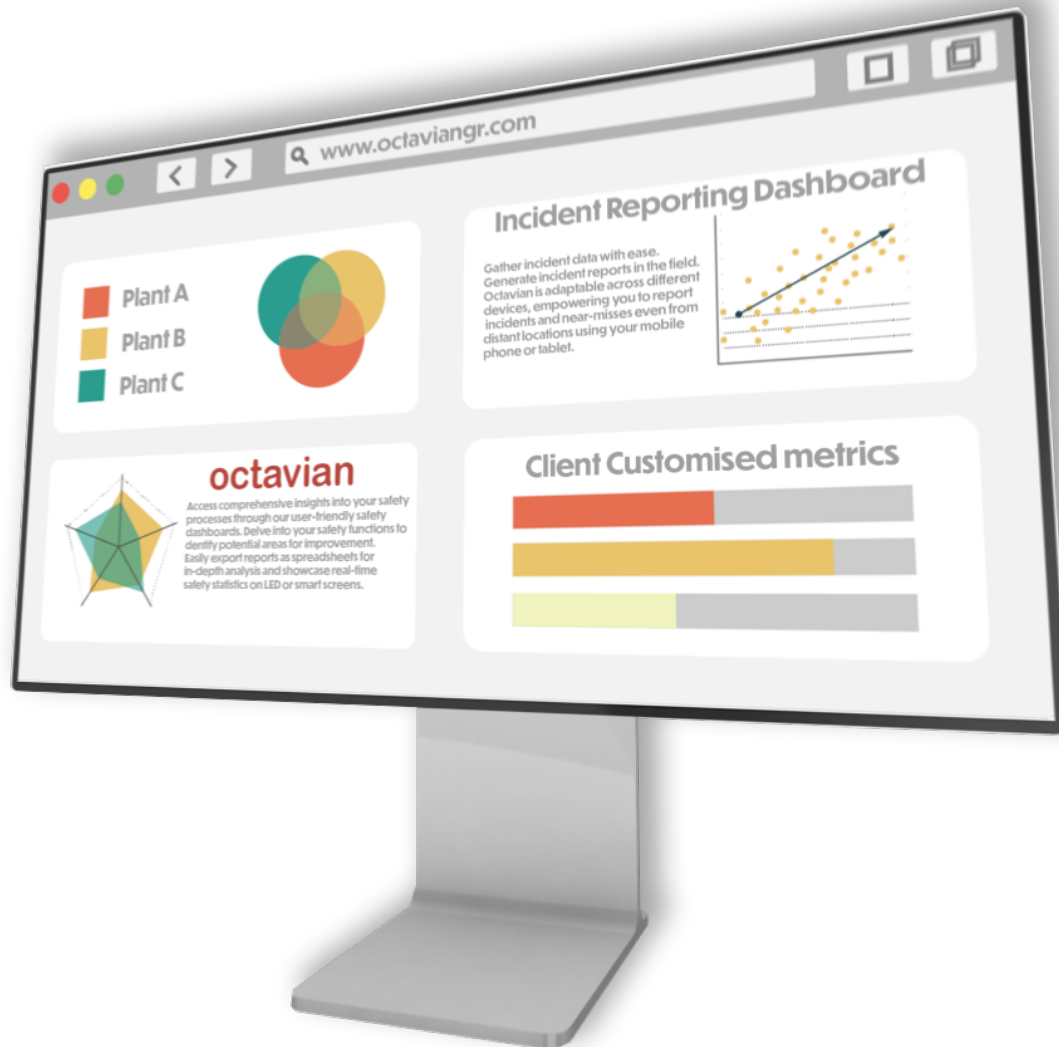 www.octaviangr.com
Plant A
Plant B
Plant C
Incident Reporting Dashboard
Gather incident data with ease.
Generate incident reports in the field.
Octavian is adaptable across different
devices, empowering you to report
incidents and near-misses even from
distant locations using your mobile
phone or tablet.
octavian
Access comprehensive insights into your safety
processes through our user-friendly safety
dashboards. Delve into your safety functions to
dentify potential areas for improvement.
Easily export reports as spreadsheets for
in-depth analysis and showcase real-time
safety statistics on LED or smart screens.
Client Customised metrics